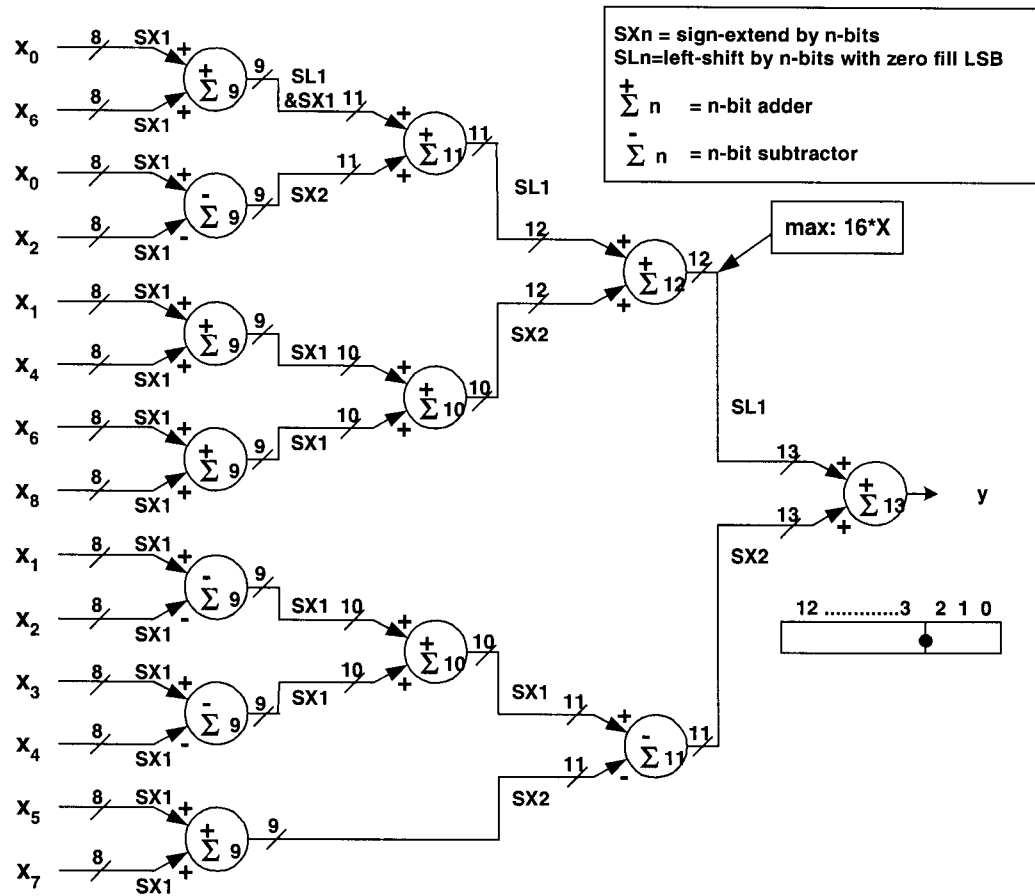 SXn = sign-extend by n-bits
SLn=left-shift by n-bits with zero fill LSB
+
Σ n = n-bit adder
-
Σ n = n-bit subtractor
X0 8 SX1 +
+ Σ 9 9 SL1
&SX1 11
X6 8 SX1 +
+ + Σ 11 11
X0 8 SX1 +
- Σ 9 9 SX2 11
X2 8 SX1 -
SL1
12
max: 16*X
+ + + Σ 12 12
X1 8 SX1 +
+ Σ 9 9 SX1 10
X4 8 SX1 +
12
SX2
+ + + Σ 10 10
X6 8 SX1 +
+ Σ 9 9 SX1 10
X8 8 SX1 +
SL1
13
+ + + Σ 13 y
13
SX2
X1 8 SX1 +
- Σ 9 9 SX1 10
X2 8 SX1 -
+ + + Σ 10 10
X3 8 SX1 +
- Σ 9 9 SX1 10
X4 8 SX1 -
SX1
11
+ - - Σ 11 11
11
SX2
X5 8 SX1 +
+ Σ 9 9
X7 8 SX1 +
12 .............3 2 1 0